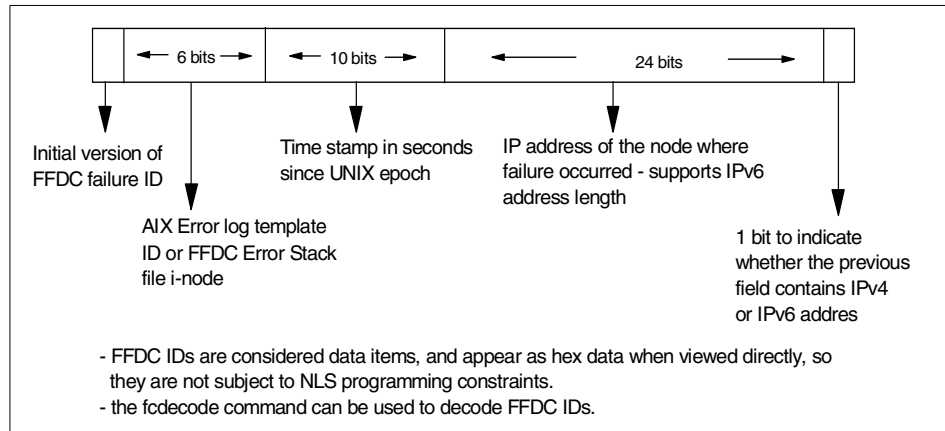 6 bits
10 bits
24 bits
Initial version of
FFDC failure ID
AIX Error log template
ID or FFDC Error Stack
file i-node
Time stamp in seconds
since UNIX epoch
IP address of the node where
failure occurred - supports IPv6
address length
1 bit to indicate
whether the previous
field contains IPv4
or IPv6 addres
- FFDC IDs are considered data items, and appear as hex data when viewed directly, so
they are not subject to NLS programming constraints.
- the fcdecode command can be used to decode FFDC IDs.